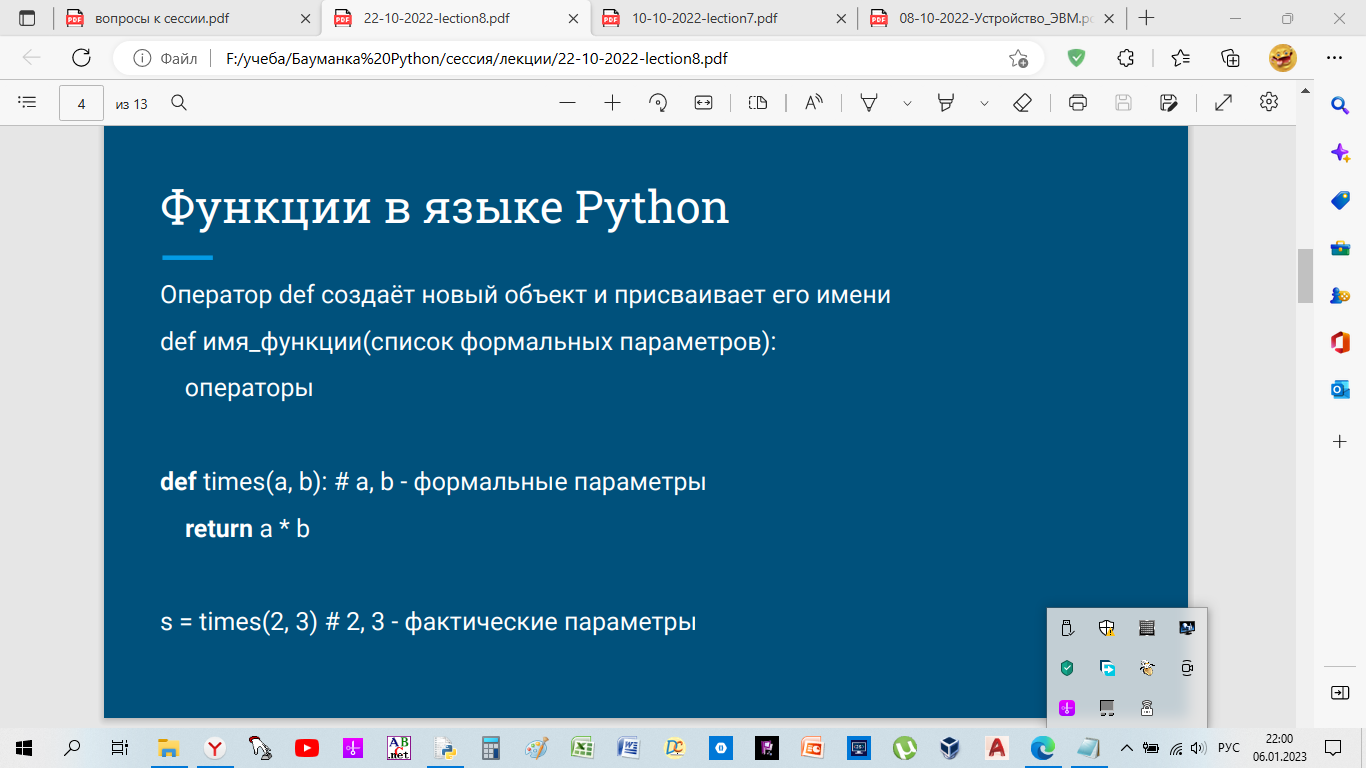 вопросы к сессии.pdf
22-10-2022-lection8.pdf
10-10-2022-lection7.pdf
08-10-2022-Устройство_ЭВМ.pd
Файл
F:/учеба/Бауманка%20Python/сессия/лекции/22-10-2022-lection8.pdf
4 из 13
Функции в языке Python
Оператор def создаёт новый объект и присваивает его имени
def имя_функции(список формальных параметров):
операторы
def times(a, b): # a, b - формальные параметры
return a * b
s = times(2, 3) # 2, 3 - фактические параметры
РУС
22:00
06.01.2023